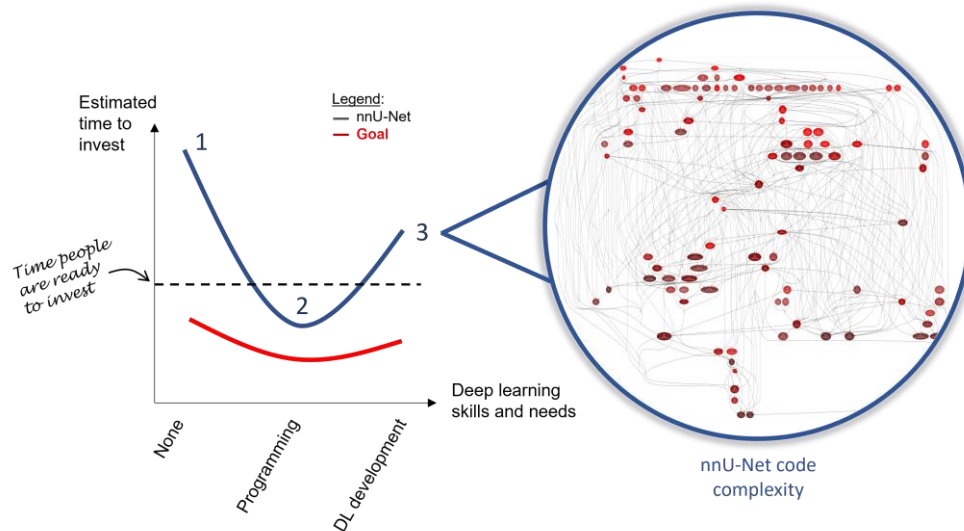 Estimated
time to
invest
Legend:
nnU-Net
Goal
1
2
3
Time people
are ready
to invest
Deep learning
skills and needs
None
Programming
DL development
nnU-Net code
complexity